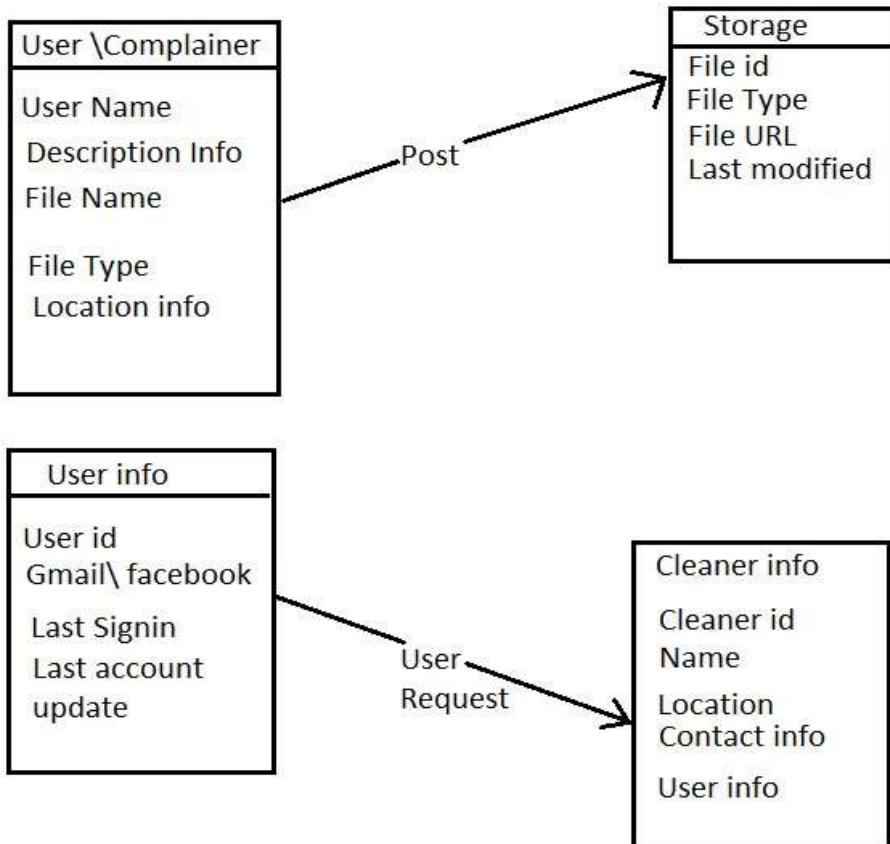 User \Complainer
User Name
Description Info
File Name
File Type
Location info
Post
Storage
File id
File Type
File URL
Last modified
User info
User id
Gmail\ facebook
Last Signin
Last account
update
User
Request
Cleaner info
Cleaner id
Name
Location
Contact info
User info